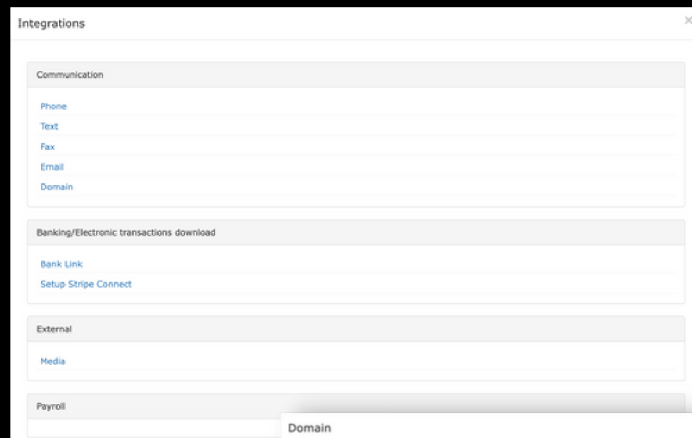 Integrations
Communication
Phone
Text
Fax
Email
Domain
Banking/Electronic transactions download
Bank Link
Setup Stripe Connect
External
Media
Payroll
Domain